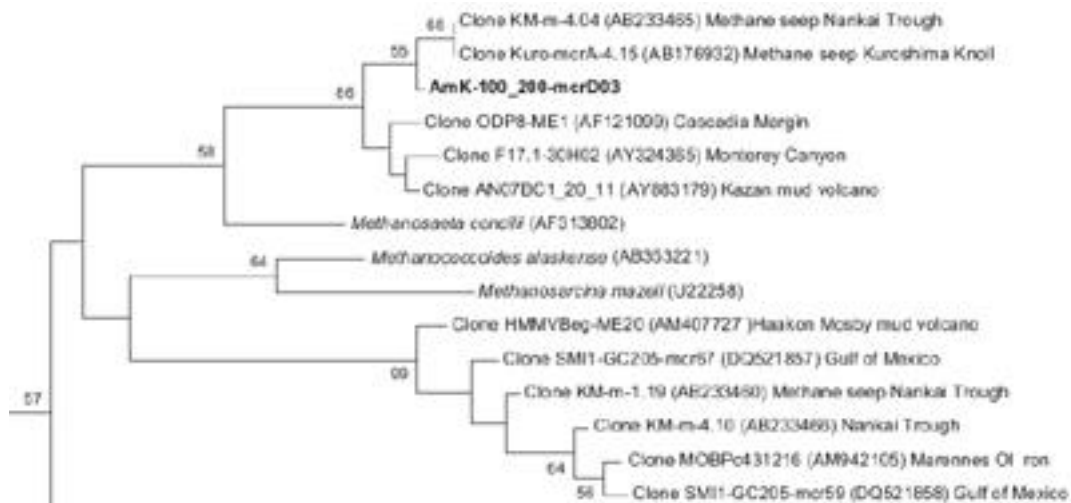 66 Clone KM-m-4.04 (AB233465) Methane seep Nankai Trough
55 Clone Kuro-mcrA-4.15 (AB176932) Methane seep Kuroshima Knoll
AmK-100_200-mcrD03
66
Clone ODP8-ME1 (AF121099) Cascadia Margin
58 Clone F17.1-30H02 (AY324365) Monterey Canyon
Clone AN07BC1_20_11 (AY883179) Kazan mud volcano
Methanosaeta concilii (AF313802)
64 Methanococcoides alaskense (AB353221)
Methanosarcina mazeii (U22258)
Clone HMMVBeg-ME20 (AM407727 )Haakon Mosby mud volcano
Clone SMI1-GC205-mcr67 (DQ521857) Gulf of Mexico
57 Clone KM-m-1.19 (AB233460) Methane seep Nankai Trough
Clone KM-m-4.10 (AB233466) Nankai Trough
64 Clone MOBPc431216 (AM942105) Marennes Ol ron
56 Clone SMI1-GC205-mcr59 (DQ521858) Gulf of Mexico